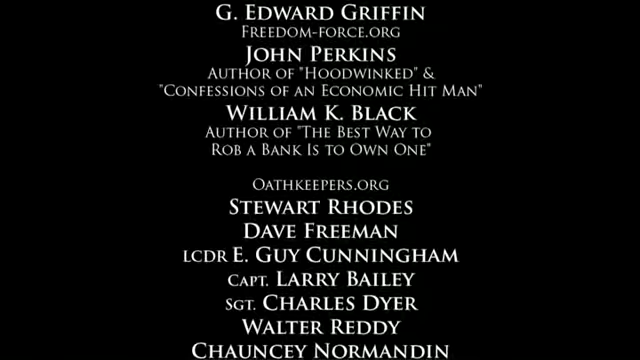 G. Edward Griffin
Freedom-force.org
John Perkins
Author of "Hoodwinked" &
"Confessions of an Economic Hit Man"
William K. Black
Author of "The Best Way to
Rob a Bank Is to Own One"
Oathkeepers.org
Stewart Rhodes
Dave Freeman
LCDR E. Guy Cunningham
Capt. Larry Bailey
Sgt. Charles Dyer
Walter Reddy
Chauncey Normandin